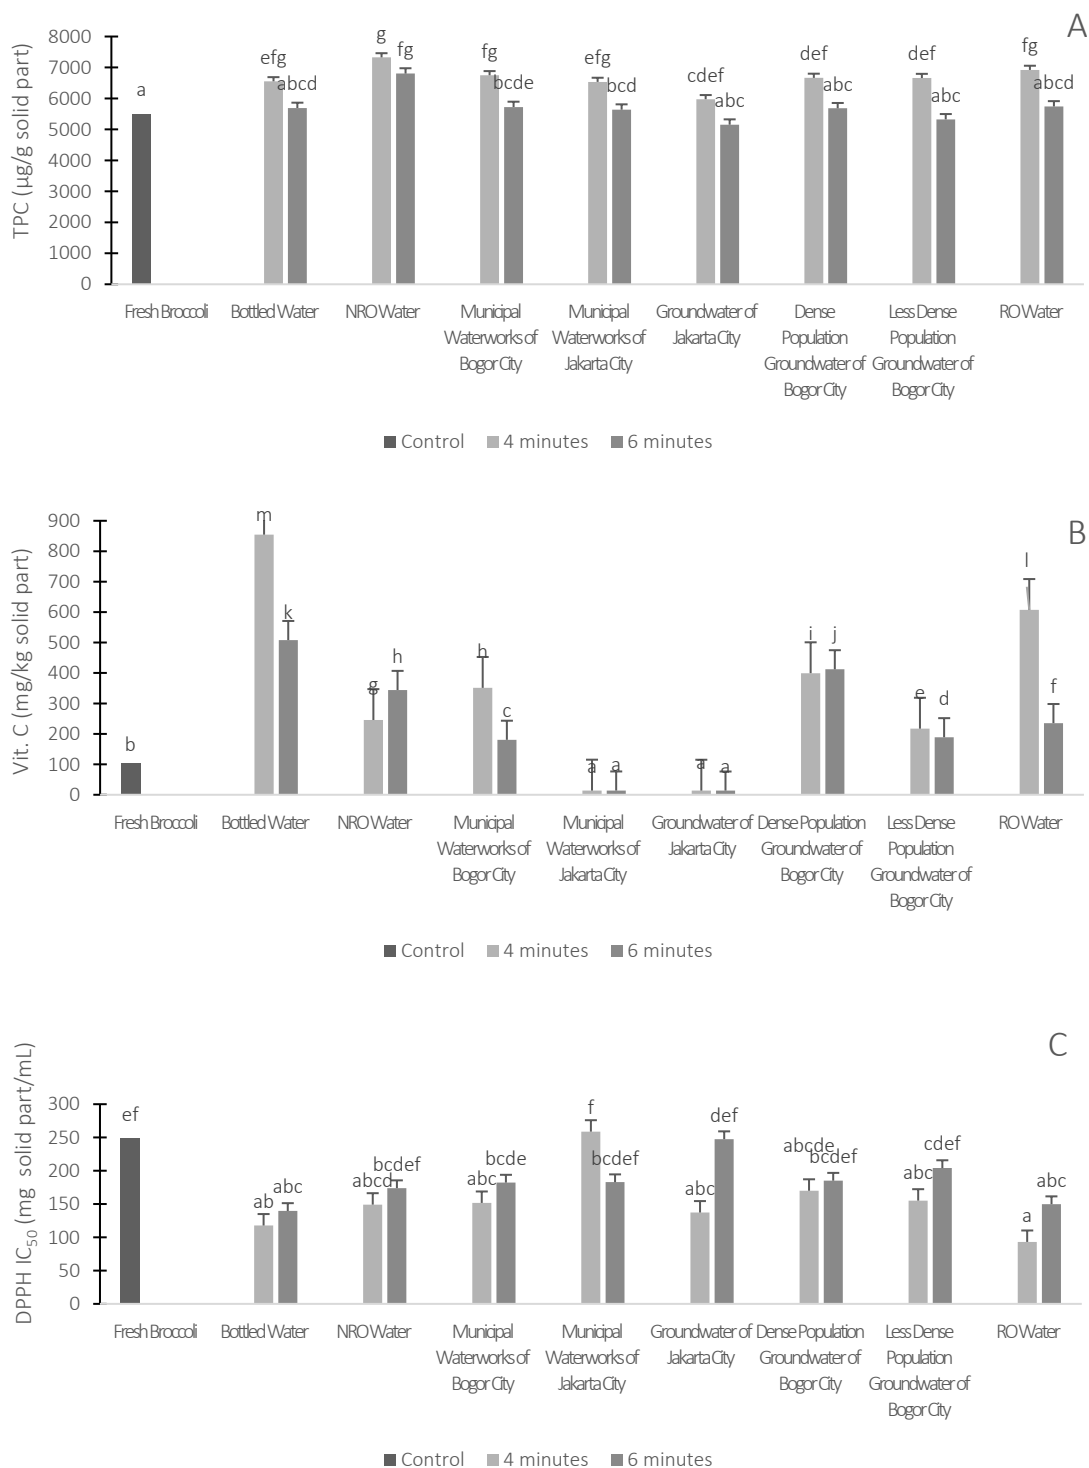 A
TPC (µg/g solid part)
8000
7000
6000
5000
4000
3000
2000
1000
0
a
efg
abcd
g
fg
fg
bcde
efg
bcd
cdef
abc
def
abc
def
abc
fg
abcd
Fresh Broccoli
Bottled Water
NRO Water
Municipal
Waterworks of
Bogor City
Municipal
Waterworks of
Jakarta City
Groundwater of
Jakarta City
Dense
Population
Groundwater of
Bogor City
Less Dense
Population
Groundwater of
Bogor City
RO Water
Control 4 minutes 6 minutes
B
Vit. C (mg/kg solid part)
900
800
700
600
500
400
300
200
100
0
b
m
k
g
h
h
c
a
a
a
a
i
j
e
d
l
f
Fresh Broccoli
Bottled Water
NRO Water
Municipal
Waterworks of
Bogor City
Municipal
Waterworks of
Jakarta City
Groundwater of
Jakarta City
Dense Population
Groundwater of
Bogor City
Less Dense
Population
Groundwater of
Bogor City
RO Water
Control 4 minutes 6 minutes
C
DPPH IC₅₀ (mg solid part/mL)
300
250
200
150
100
50
0
ef
ab
abc
abcd
bcdef
abc
bcde
f
bcdef
abc
def
abcde
bcdef
abc
cdef
a
abc
Fresh Broccoli
Bottled Water
NRO Water
Municipal
Waterworks of
Bogor City
Municipal
Waterworks of
Jakarta City
Groundwater of
Jakarta City
Dense Population
Groundwater of
Bogor City
Less Dense
Population
Groundwater of
Bogor City
RO Water
Control 4 minutes 6 minutes